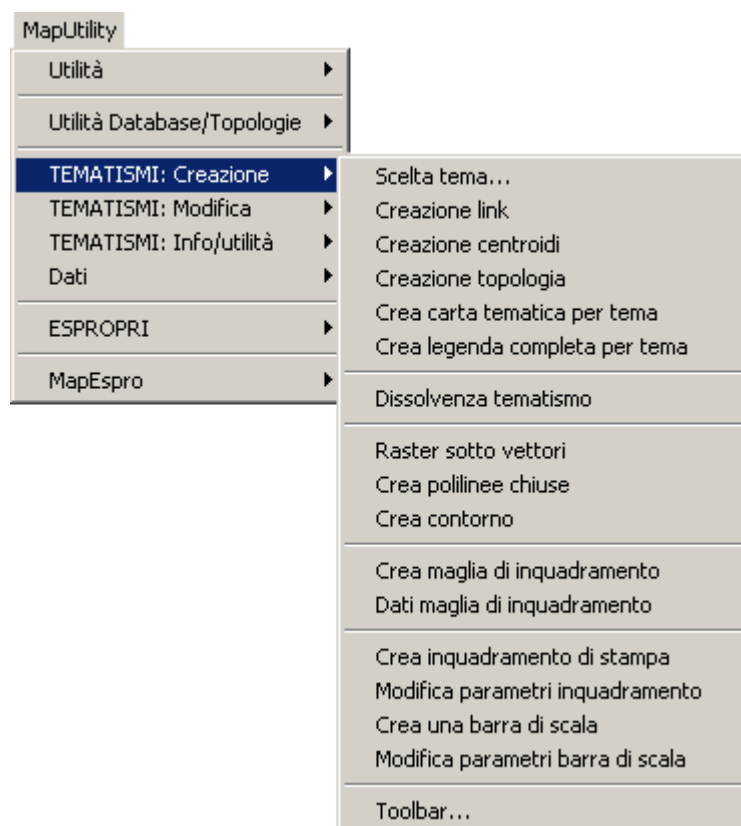 MapUtility
Utilità
Utilità Database/Topologie
TEMATISMI: Creazione
TEMATISMI: Modifica
TEMATISMI: Info/utilità
Dati
ESPROPRI
MapEspro
Scelta tema...
Creazione link
Creazione centroidi
Creazione topologia
Crea carta tematica per tema
Crea legenda completa per tema
Dissolvenza tematismo
Raster sotto vettori
Crea polilinee chiuse
Crea contorno
Crea maglia di inquadramento
Dati maglia di inquadramento
Crea inquadramento di stampa
Modifica parametri inquadramento
Crea una barra di scala
Modifica parametri barra di scala
Toolbar...